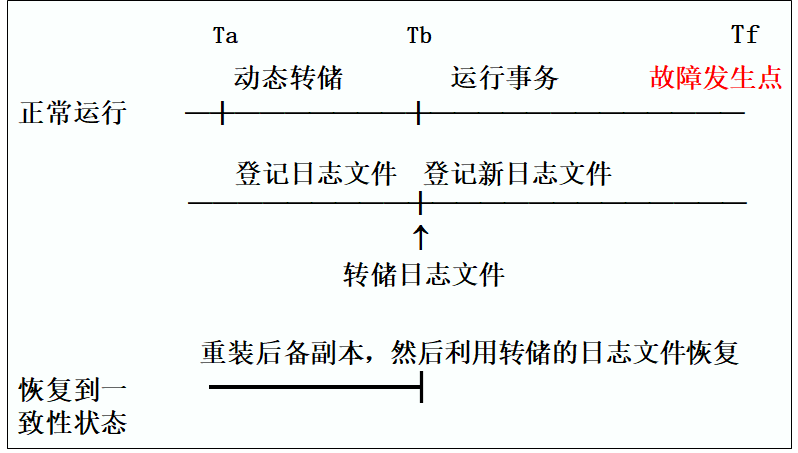 Ta Tb Tf
动态转储 运行事务 故障发生点
正常运行
登记日志文件 登记新日志文件
↑
转储日志文件
重装后备副本，然后利用转储的日志文件恢复
恢复到一
致性状态